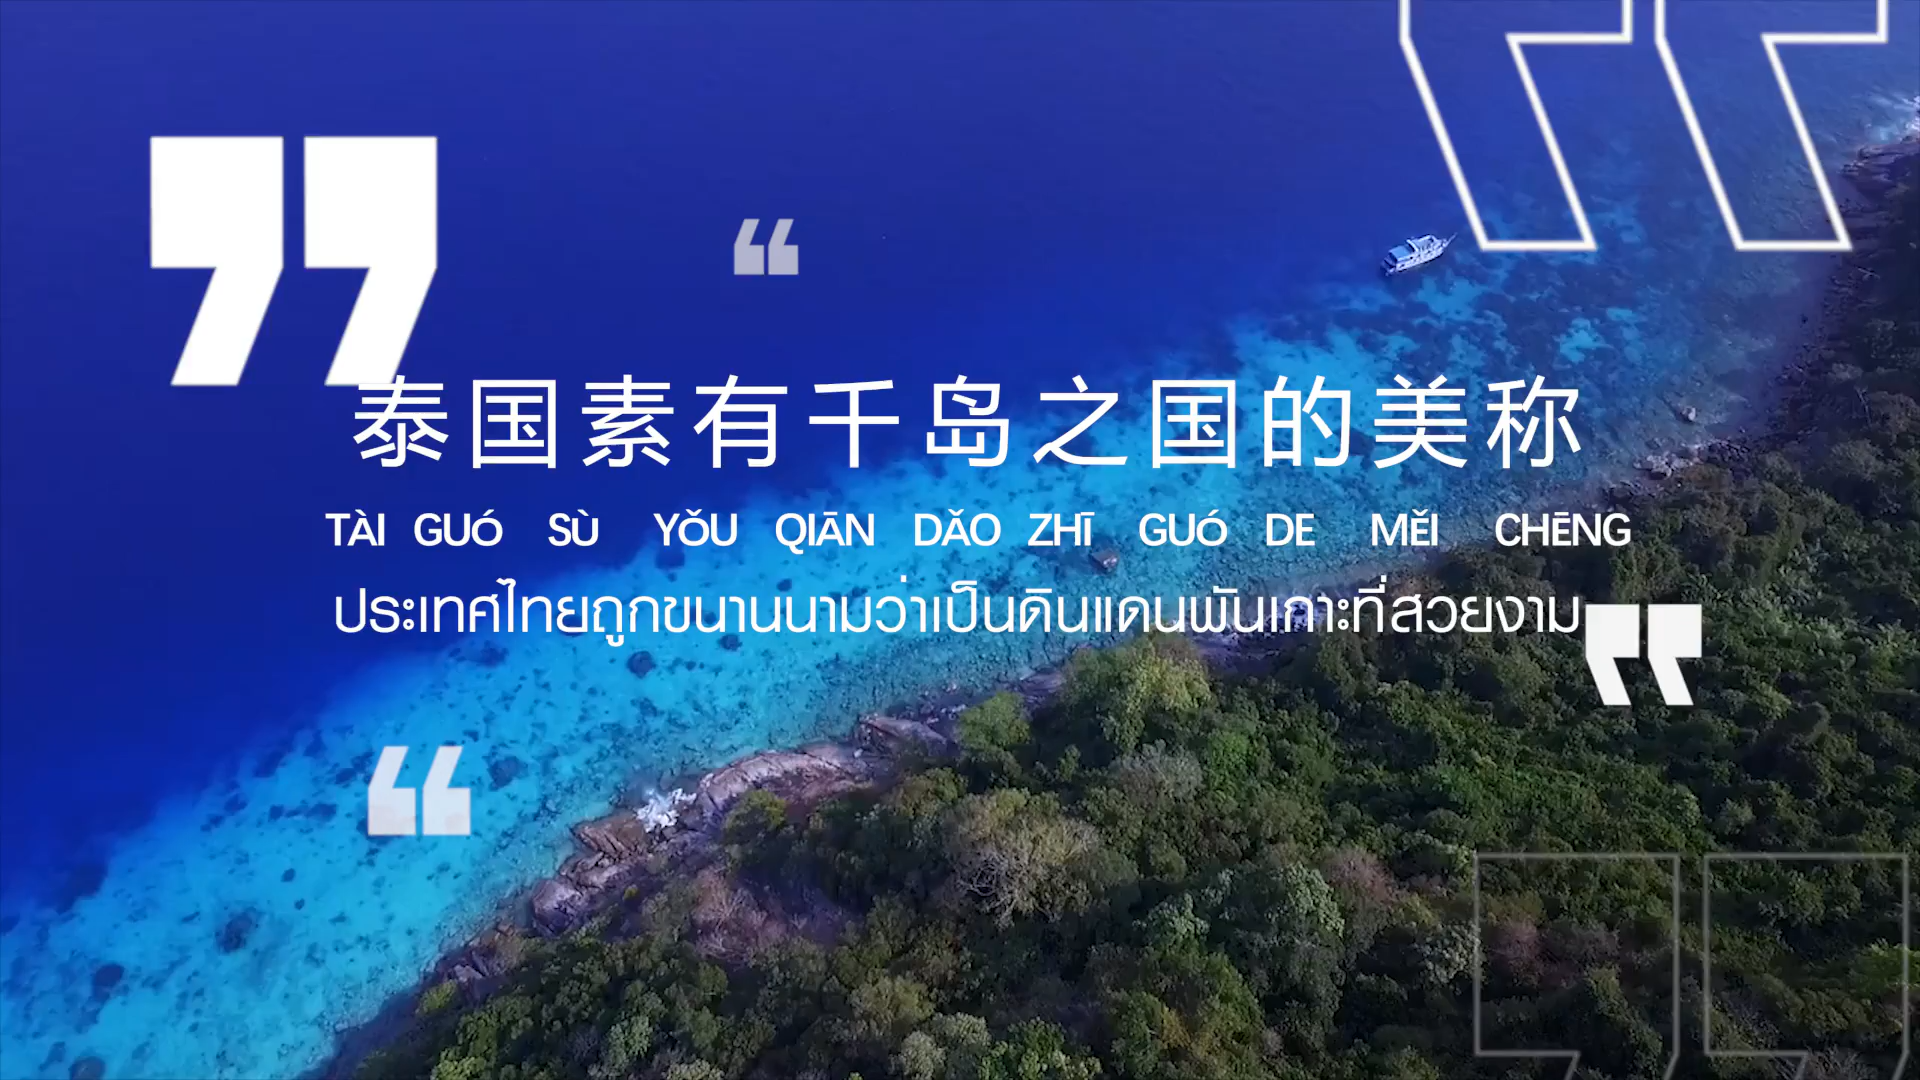 泰国素有千岛之国的美称
TÀI GUÓ SÙ YǑU QIĀN DǍO ZHĪ GUÓ DE MĚI CHĒNG
ประเทศไทยถูกขนานนามว่าเป็นดินแดนพันเกาะที่สวยงาม